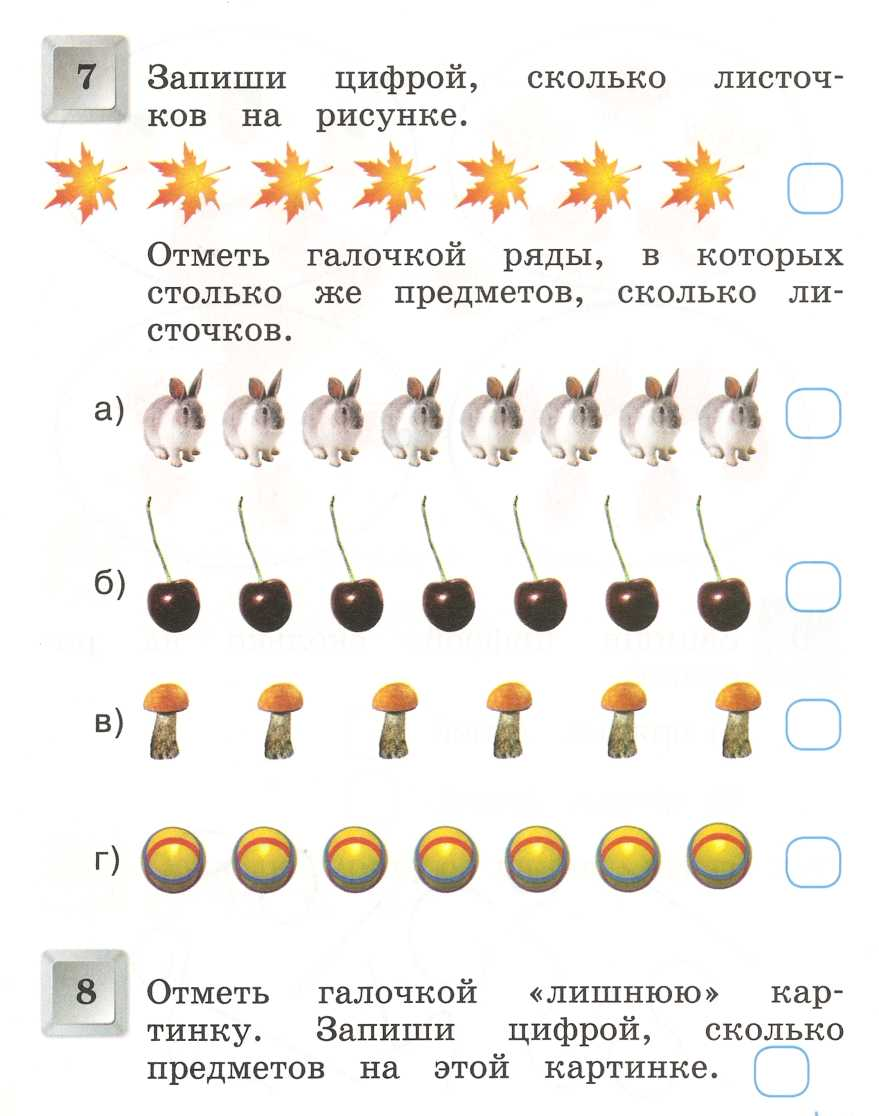 7 Запиши цифрой, сколько листоч-
ков на рисунке.
Отметь галочкой ряды, в которых
столько же предметов, сколько ли-
сточков.
а)
б)
в)
г)
8 Отметь галочкой «лишнюю» кар-
тинку. Запиши цифрой, сколько
предметов на этой картинке.